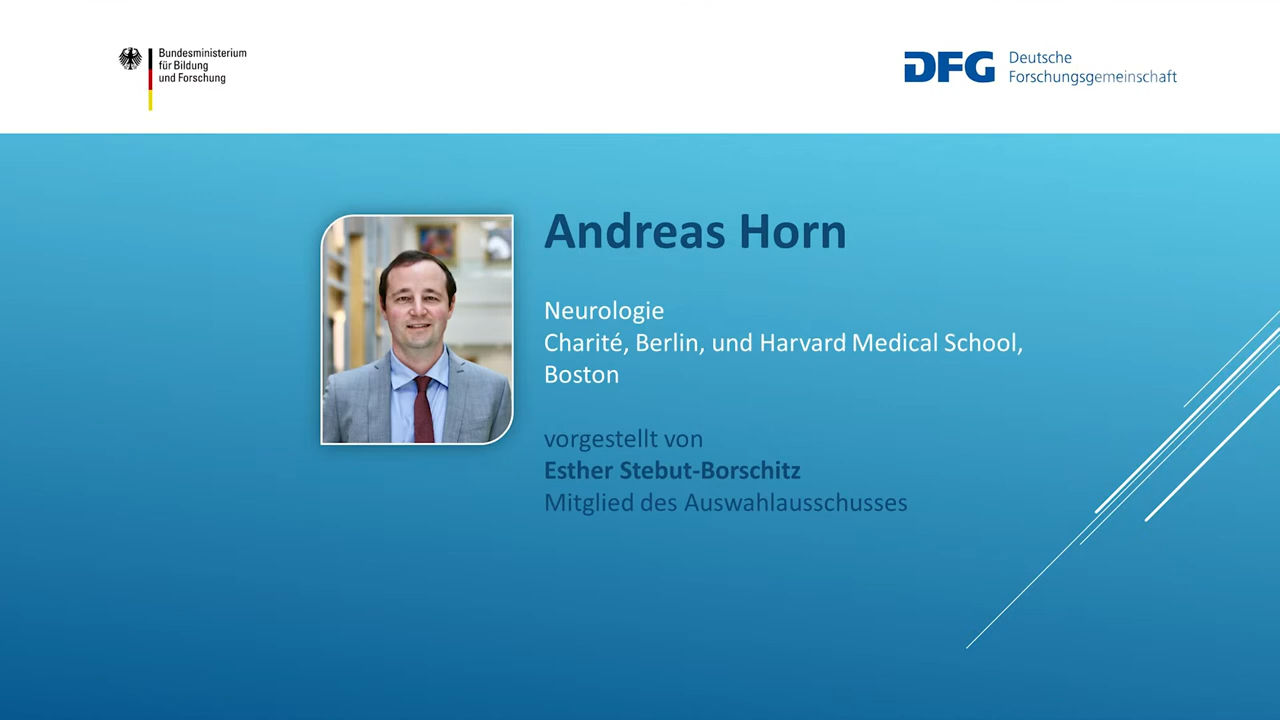 Bundesministerium
für Bildung
und Forschung
DFG Deutsche
Forschungsgemeinschaft
Andreas Horn
Neurologie
Charité, Berlin, und Harvard Medical School,
Boston
vorgestellt von
Esther Stebut-Borschitz
Mitglied des Auswahlausschusses